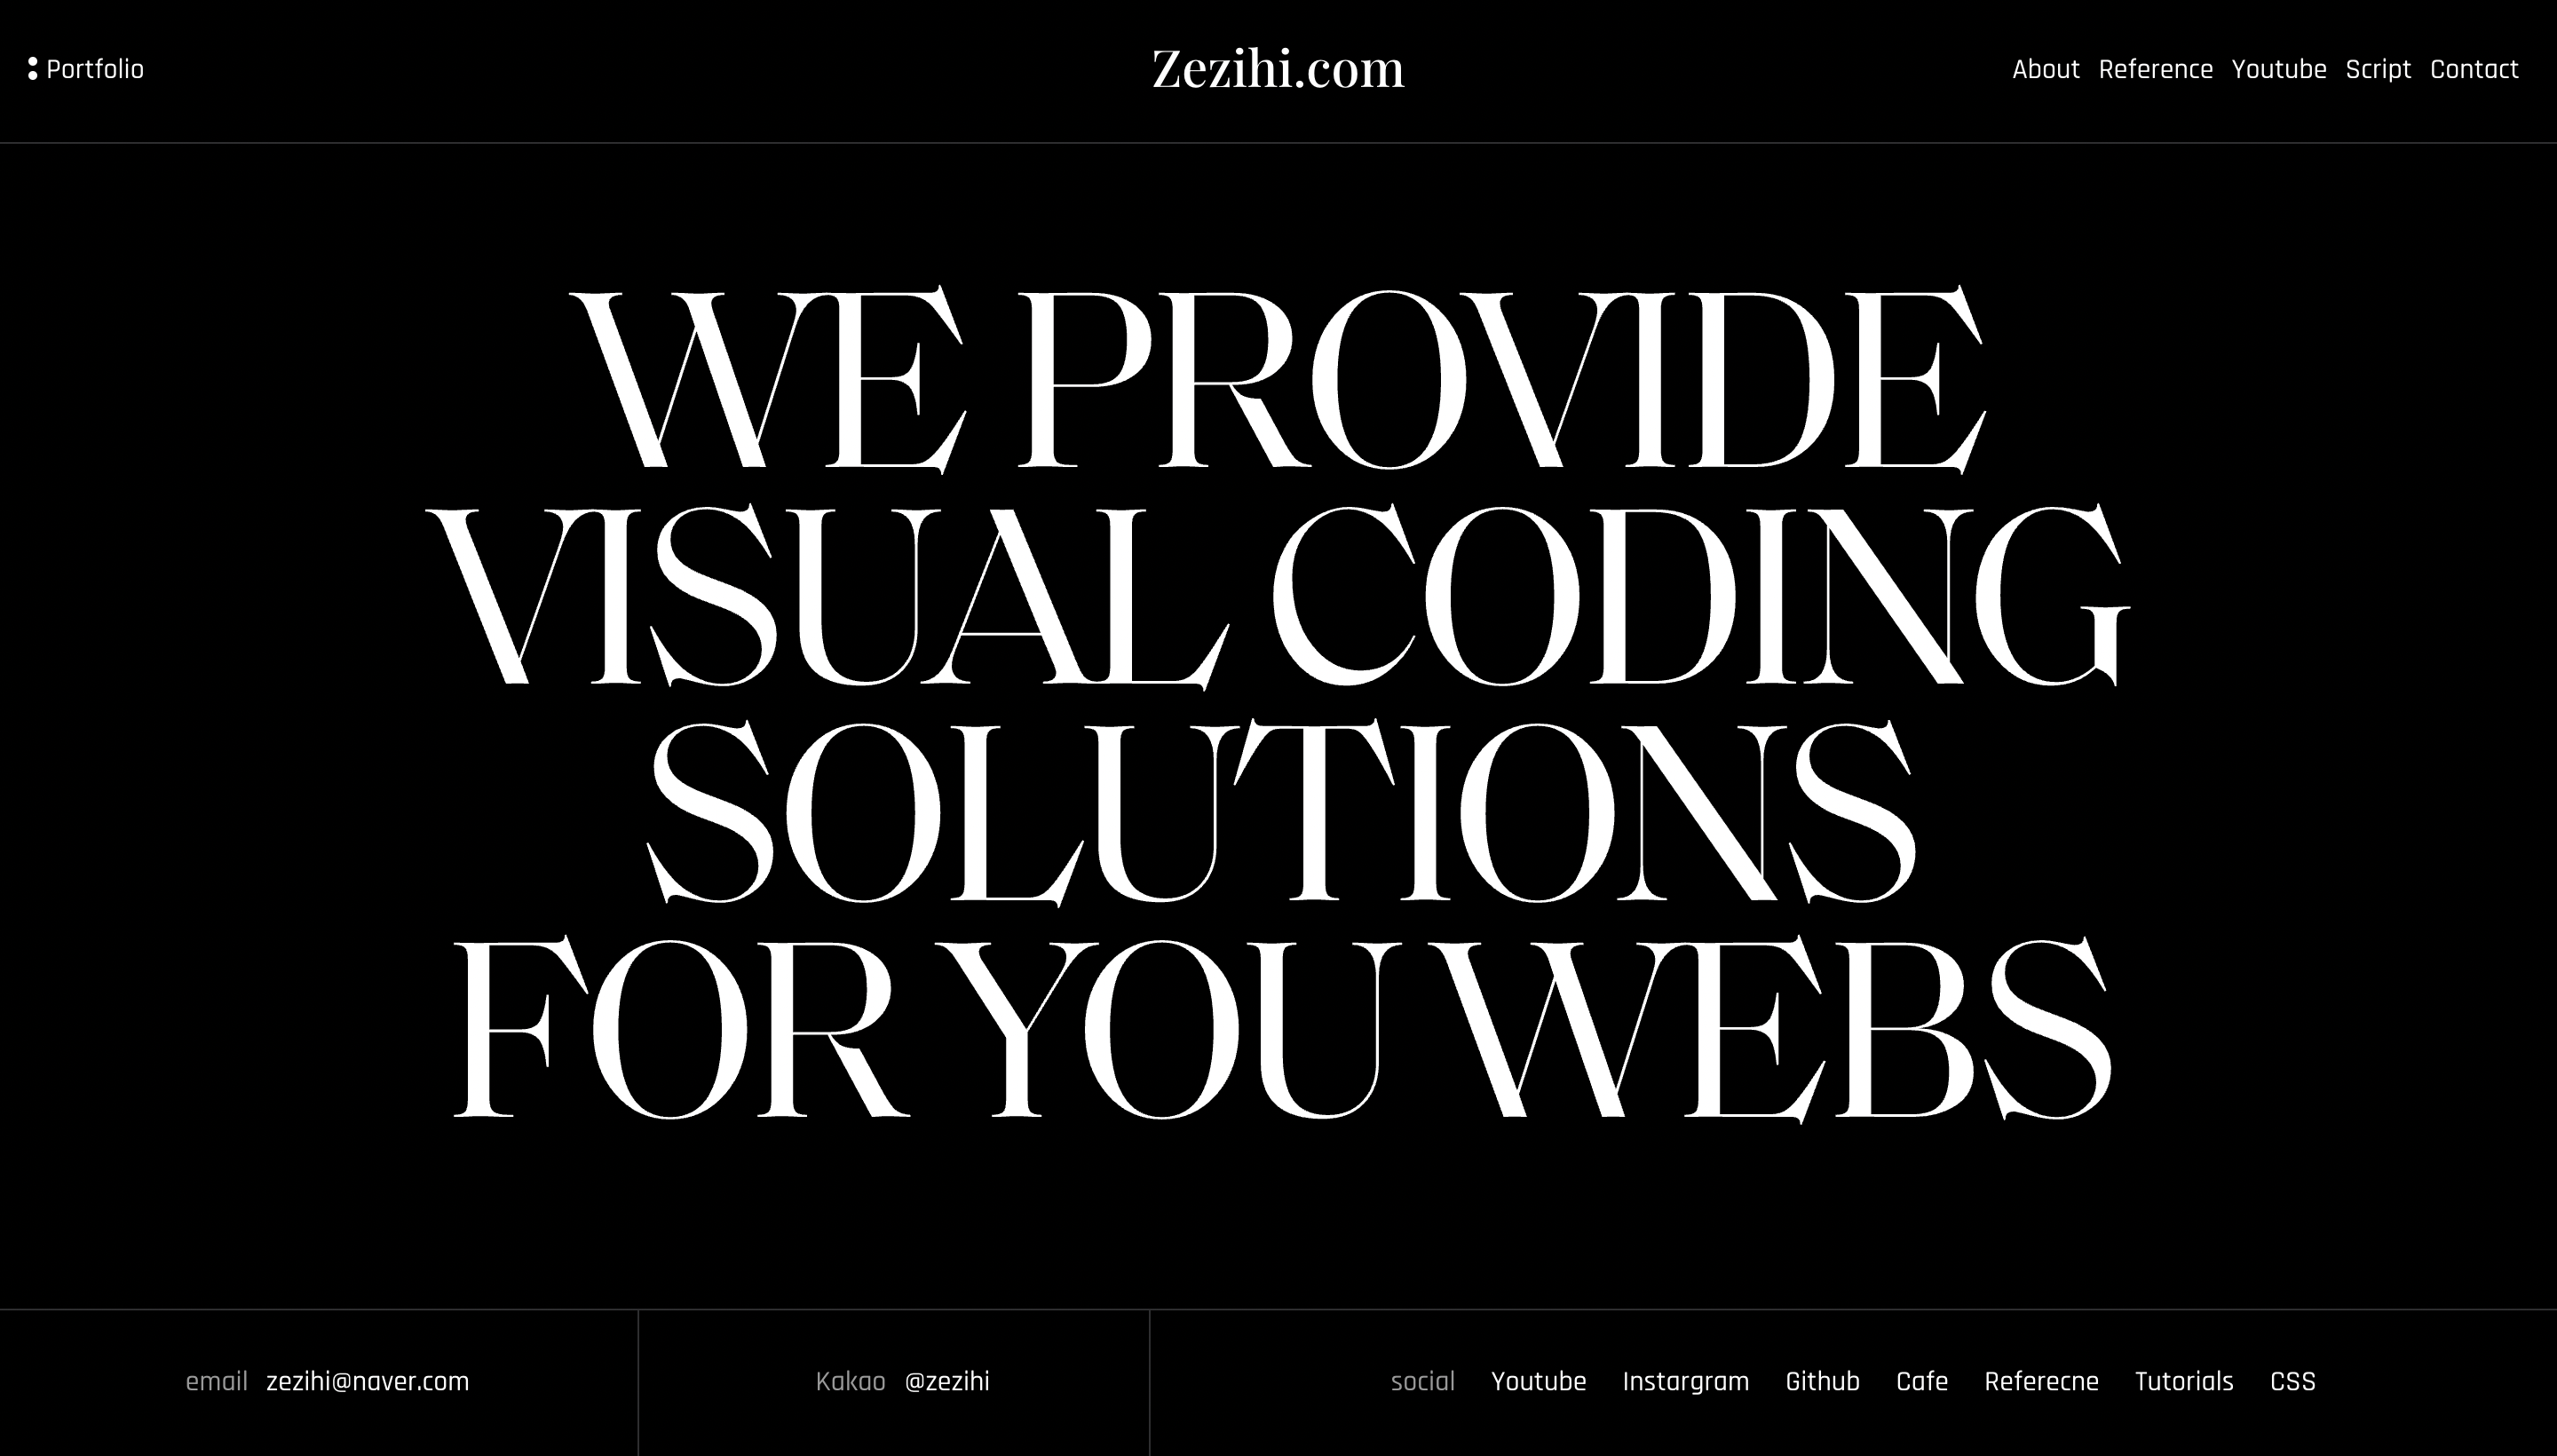 Portfolio
Zezihi.com
About Reference Youtube Script Contact
WE PROVIDE
VISUAL CODING
SOLUTIONS
FOR YOU WEBS
email zezihi@naver.com
Kakao @zezihi
social Youtube Instargram Github Cafe Referecne Tutorials CSS